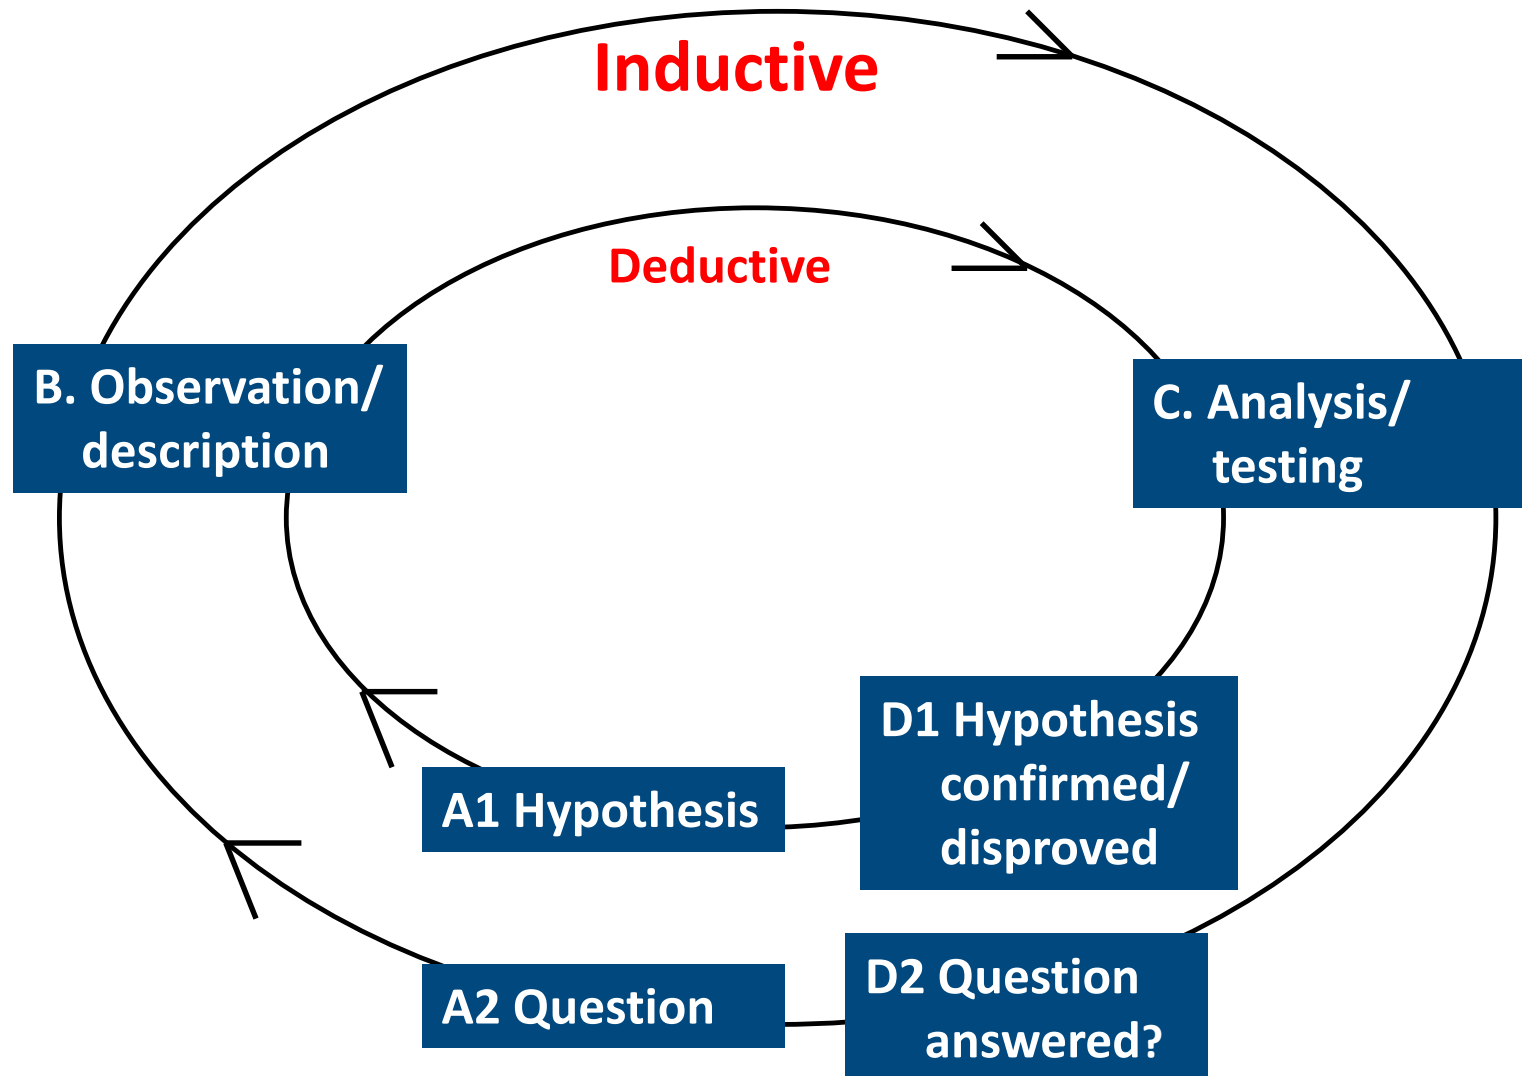 Inductive
Deductive
B. Observation/
description
C. Analysis/
testing
D1 Hypothesis
confirmed/
disproved
A1 Hypothesis
D2 Question
answered?
A2 Question